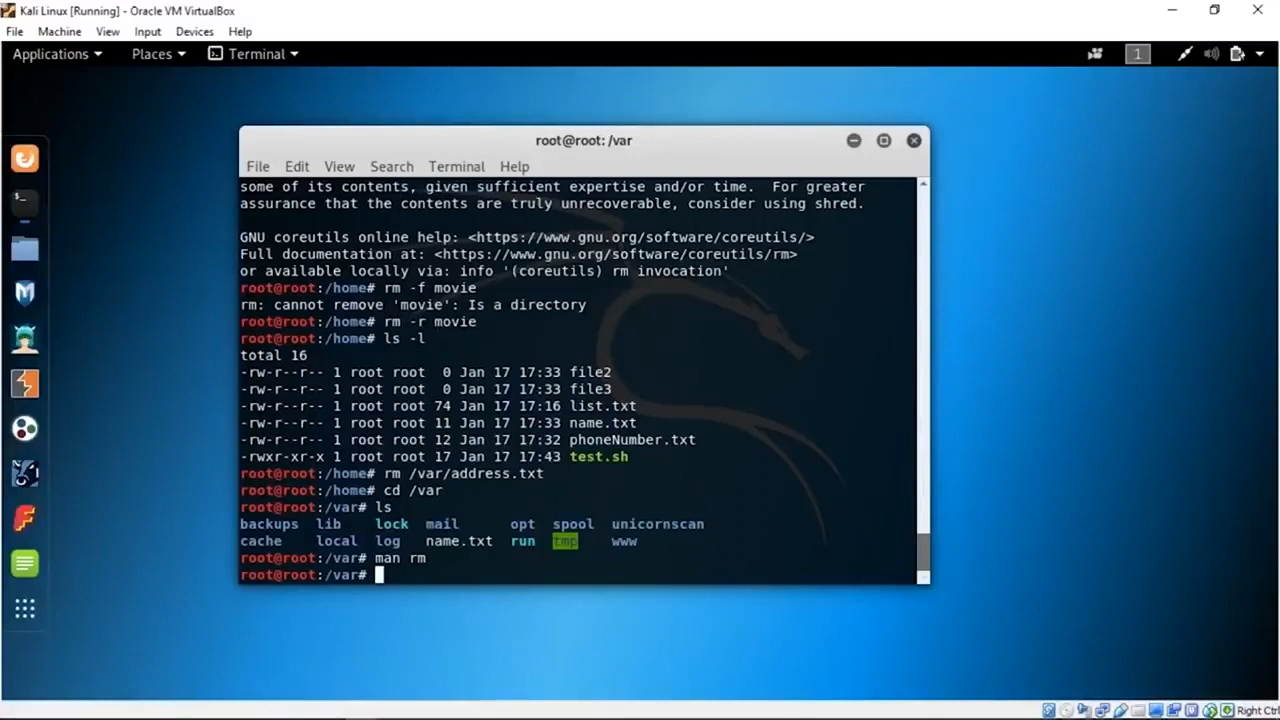 Kali Linux [Running] - Oracle VM VirtualBox
File Machine View Input Devices Help
Applications Places Terminal 1
root@root: /var
File Edit View Search Terminal Help
some of its contents, given sufficient expertise and/or time.  For greater
assurance that the contents are truly unrecoverable, consider using shred.
GNU coreutils online help: <https://www.gnu.org/software/coreutils/>
Full documentation at: <https://www.gnu.org/software/coreutils/rm>
or available locally via: info '(coreutils) rm invocation'
root@root:/home# rm -f movie
rm: cannot remove 'movie': Is a directory
root@root:/home# rm -r movie
root@root:/home# ls -l
total 16
-rw-r--r-- 1 root root  0 Jan 17 17:33 file2
-rw-r--r-- 1 root root  0 Jan 17 17:33 file3
-rw-r--r-- 1 root root 74 Jan 17 17:16 list.txt
-rw-r--r-- 1 root root 11 Jan 17 17:33 name.txt
-rw-r--r-- 1 root root 12 Jan 17 17:32 phoneNumber.txt
-rwxr-xr-x 1 root root 17 Jan 17 17:43 test.sh
root@root:/home# rm /var/address.txt
root@root:/home# cd /var
root@root:/var# ls
backups  lib    lock  mail      opt  spool  unicornscan
cache    local  log   name.txt  run  tmp    www
root@root:/var# man rm
root@root:/var#
Right Ctrl